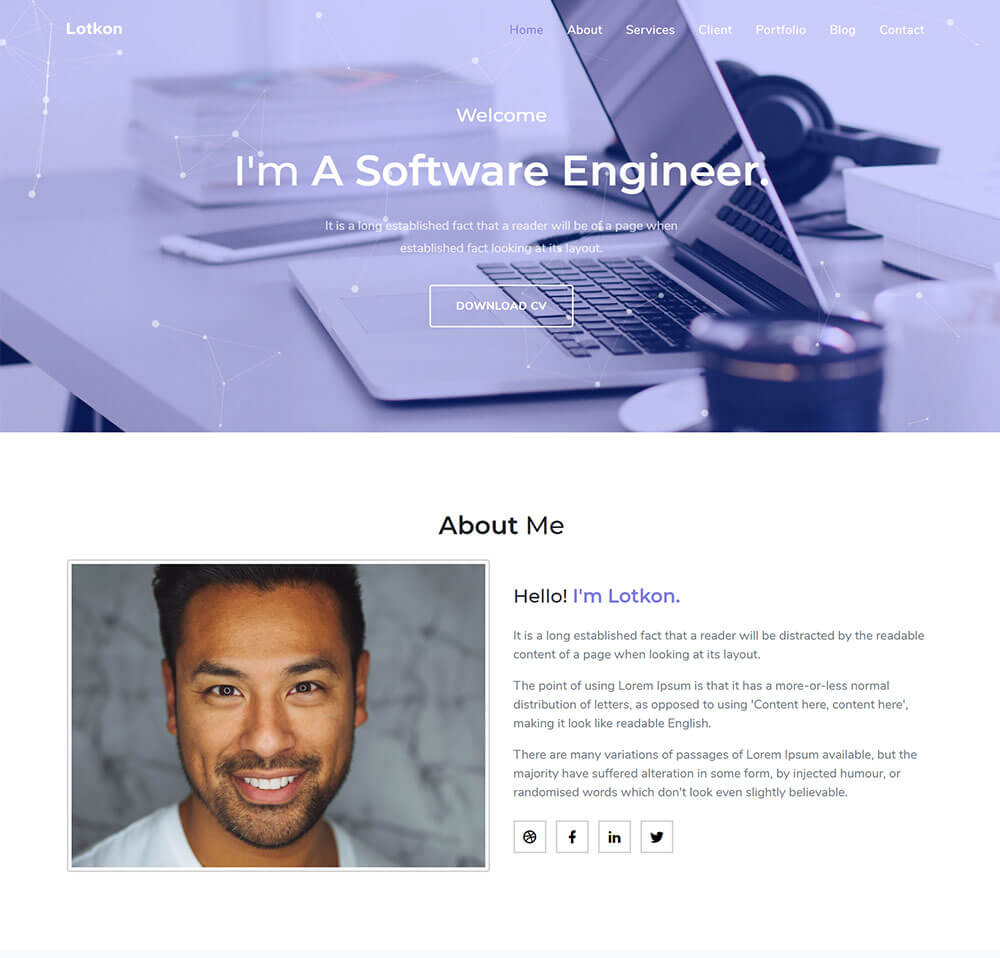 Lotkon
Home About Services Client Portfolio Blog Contact
Welcome
I'm A Software Engineer.
It is a long established fact that a reader will be of a page when
established fact looking at its layout.
DOWNLOAD CV
About Me
Hello! I'm Lotkon.
It is a long established fact that a reader will be distracted by the readable
content of a page when looking at its layout.
The point of using Lorem Ipsum is that it has a more-or-less normal
distribution of letters, as opposed to using 'Content here, content here',
making it look like readable English.
There are many variations of passages of Lorem Ipsum available, but the
majority have suffered alteration in some form, by injected humour, or
randomised words which don't look even slightly believable.